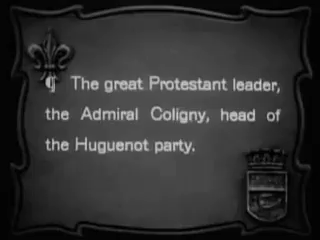 ¶ The great Protestant leader,
the Admiral Coligny, head of
the Huguenot party.